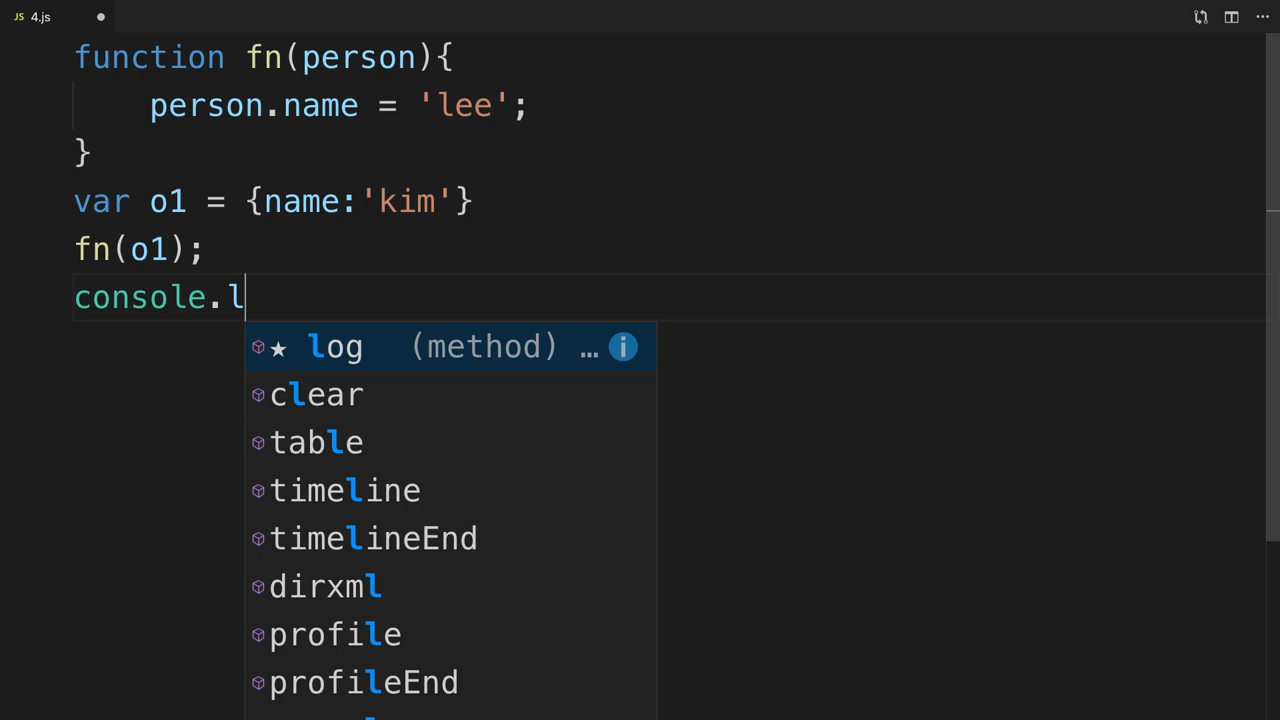 JS 4.js
function fn(person){
    person.name = 'lee';
}
var o1 = {name:'kim'}
fn(o1);
console.l
★ log (method) …
clear
table
timeline
timelineEnd
dirxml
profile
profileEnd